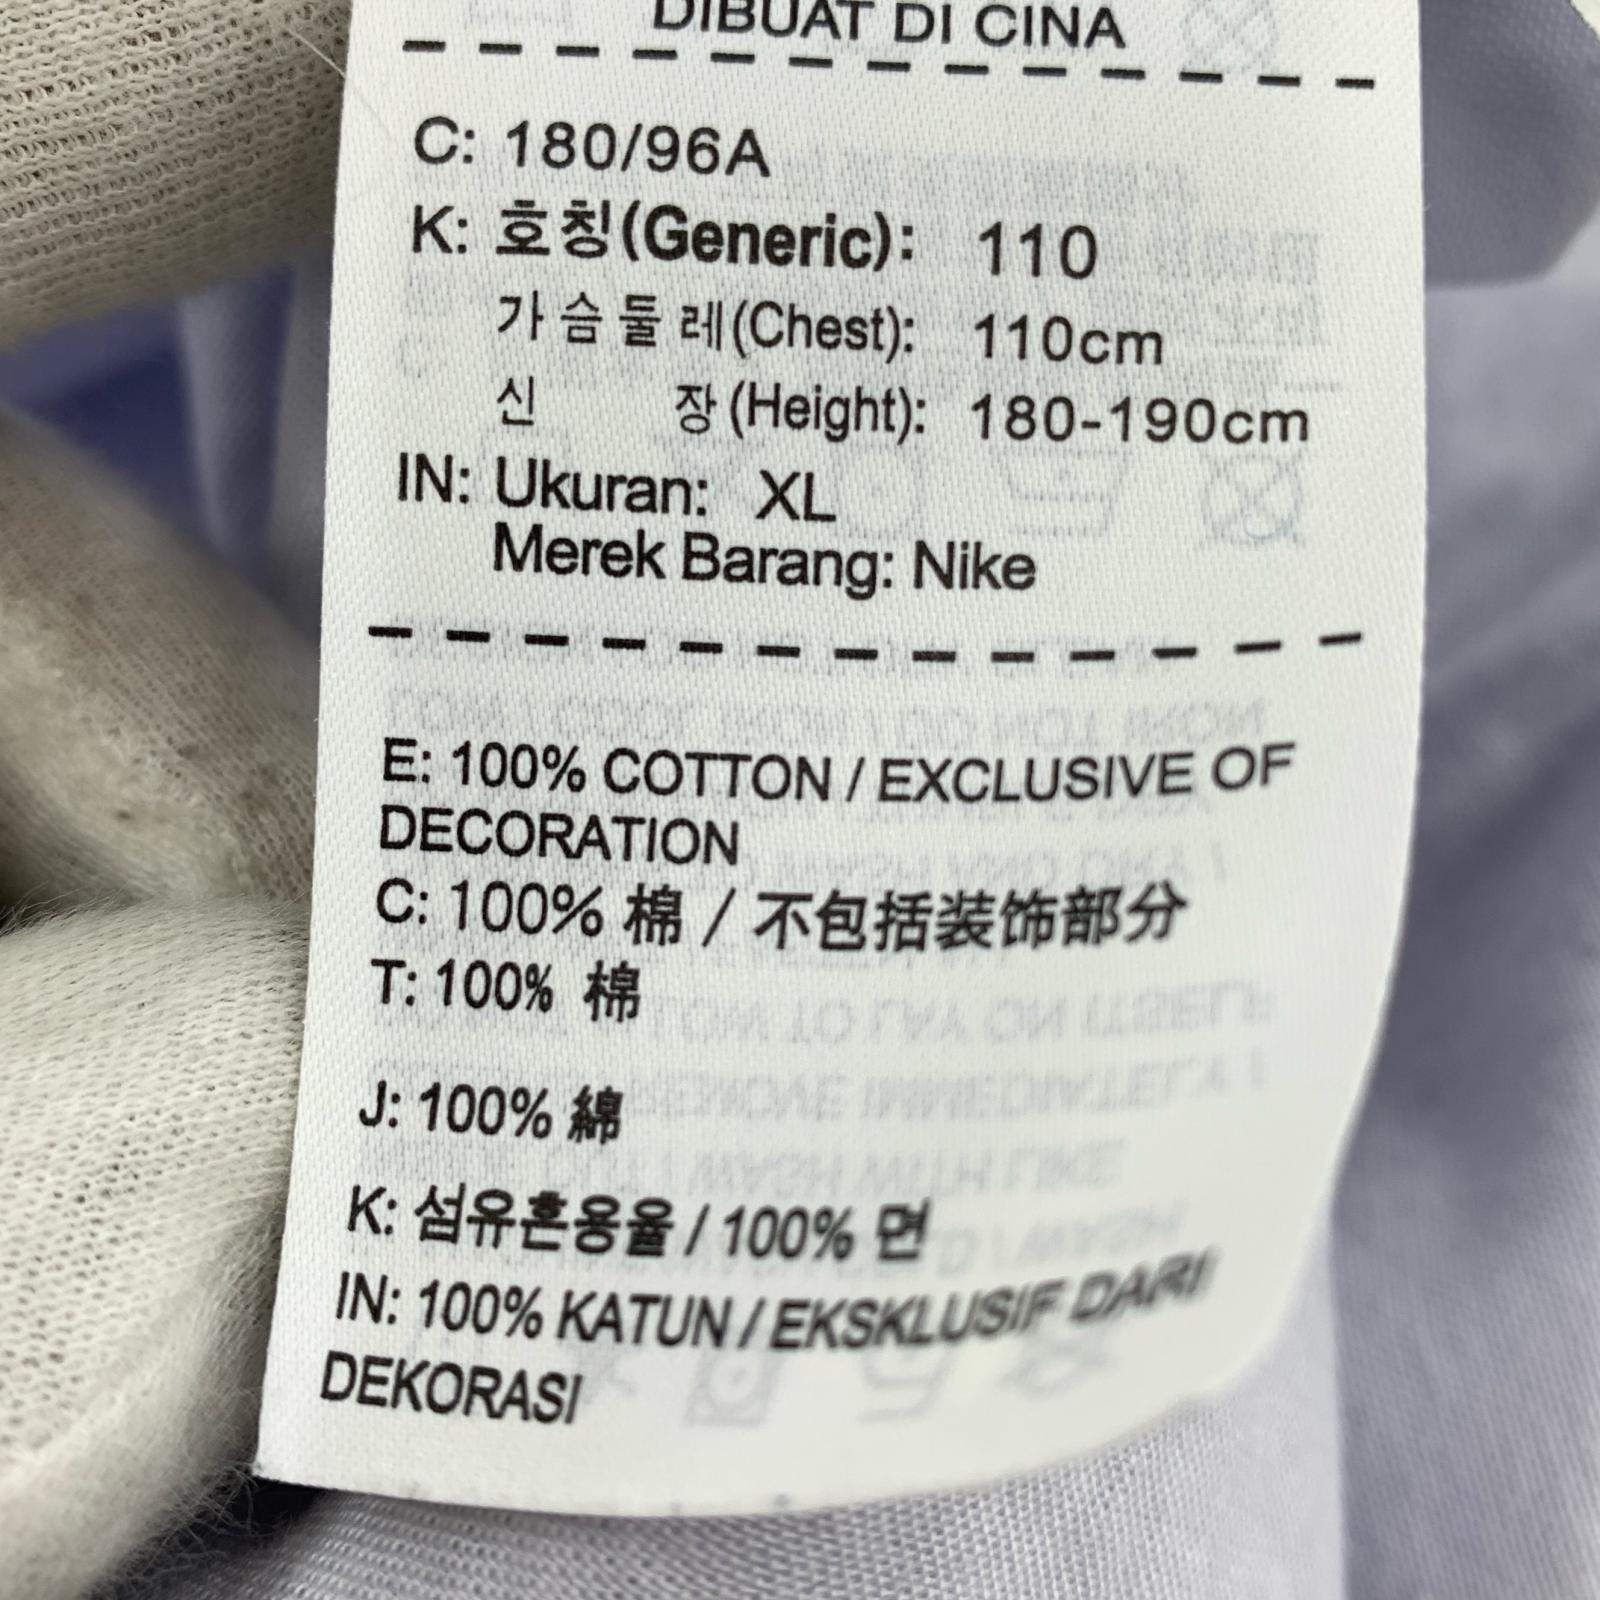 DIBUAT DI CINA
C: 180/96A
K: 호칭(Generic): 110
가슴둘레(Chest): 110cm
신 장(Height): 180-190cm
IN: Ukuran: XL
Merek Barang: Nike
E: 100% COTTON / EXCLUSIVE OF
DECORATION
C: 100% 棉 / 不包括装饰部分
T: 100% 棉
J: 100% 綿
K: 섬유혼용율 / 100% 면
IN: 100% KATUN / EKSKLUSIF DARI
DEKORASI